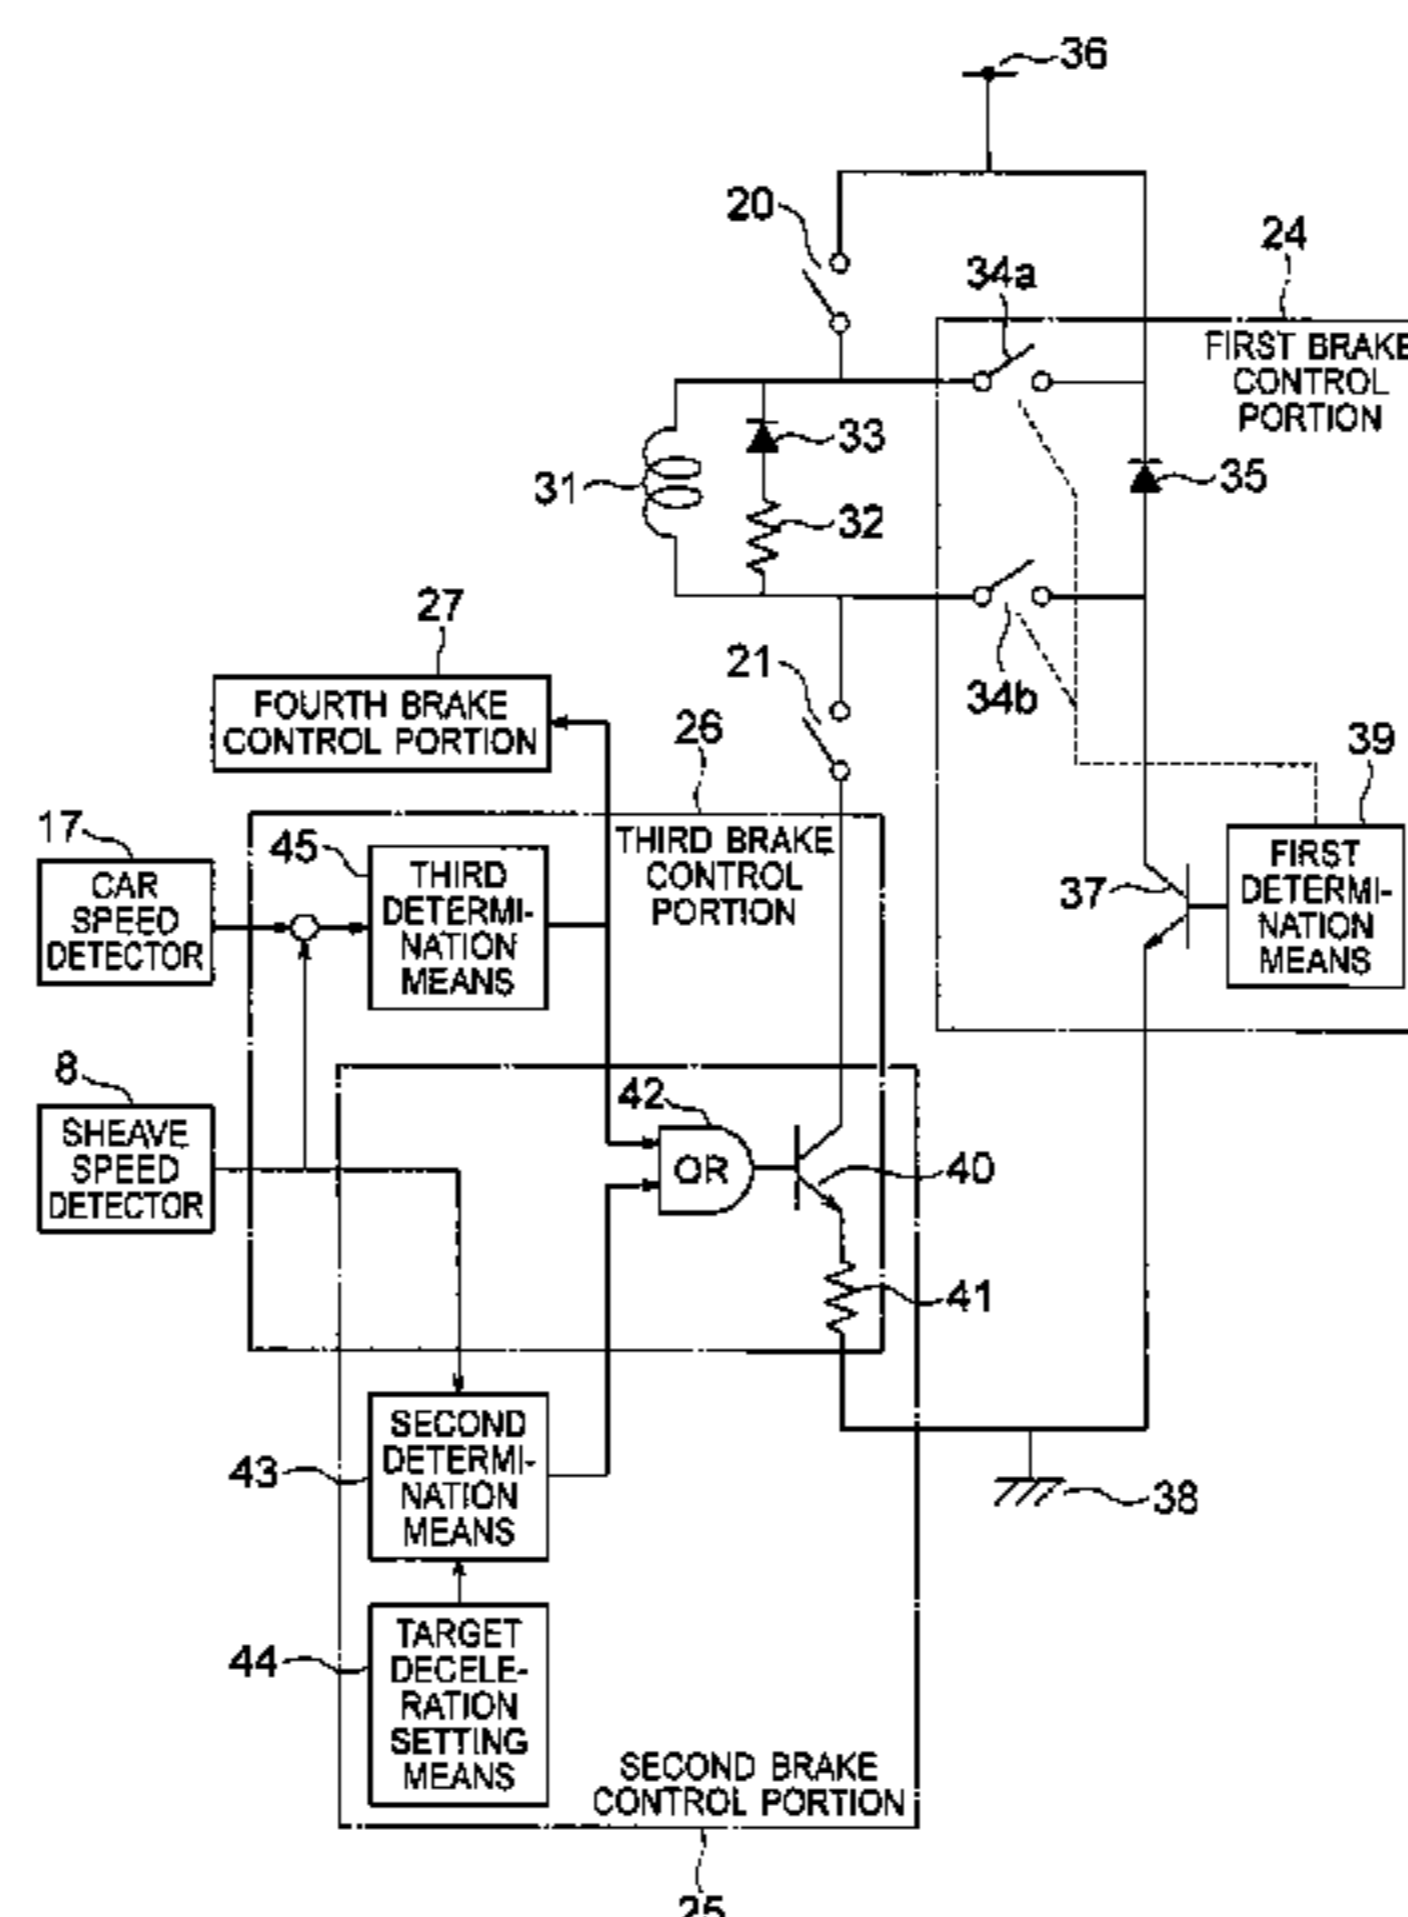 36
20
24
34a
FIRST BRAKE
CONTROL
PORTION
33
35
31
32
27
21
34b
FOURTH BRAKE
CONTROL PORTION
26
39
17
45
THIRD BRAKE
CONTROL
PORTION
CAR
SPEED
DETECTOR
THIRD
DETERMI-
NATION
MEANS
37
FIRST
DETERMI-
NATION
MEANS
8
42
SHEAVE
SPEED
DETECTOR
OR
40
41
43
SECOND
DETERMI-
NATION
MEANS
38
44
TARGET
DECELE-
RATION
SETTING
MEANS
SECOND BRAKE
CONTROL PORTION
25